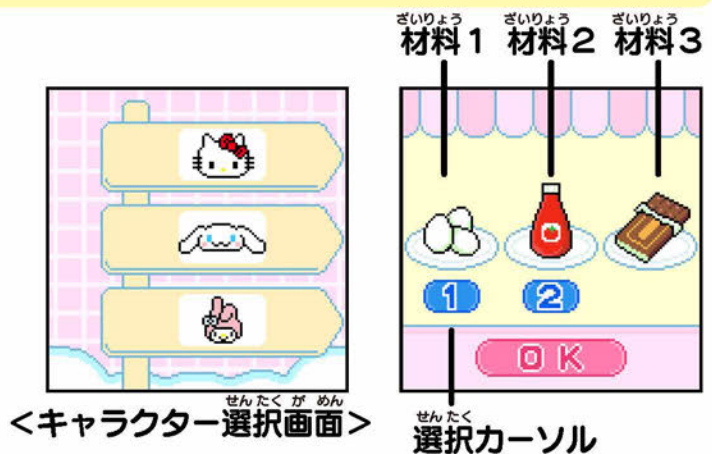 ざいりょう ざいりょう ざいりょう
材料1 材料2 材料3
1 2
OK
せんたく が めん
<キャラクター選択画面>
せんたく
選択カーソル